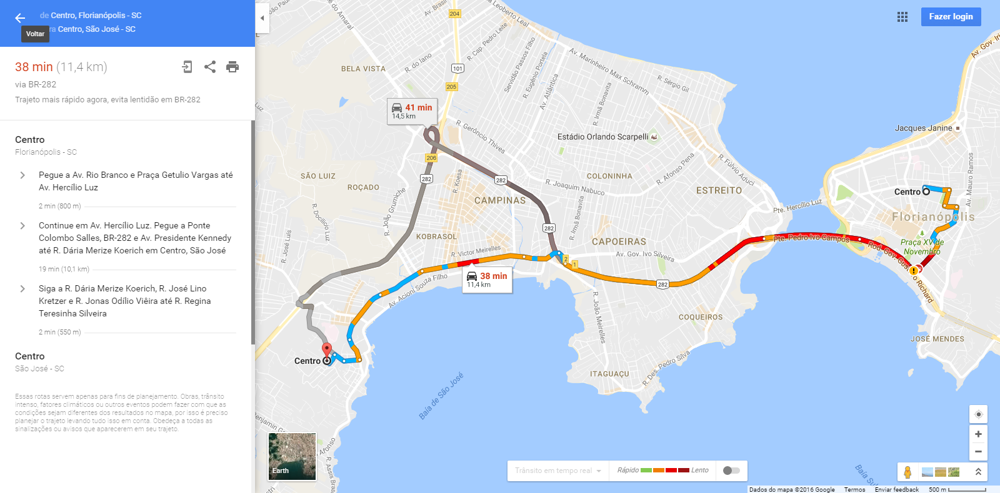 de Centro, Florianópolis - SC
ra Centro, São José - SC
Voltar
38 min (11,4 km)
via BR-282
Trajeto mais rápido agora, evita lentidão em BR-282
Centro
Florianópolis - SC
Pegue a Av. Rio Branco e Praça Getulio Vargas até
Av. Hercílio Luz
2 min (800 m)
Continue em Av. Hercílio Luz. Pegue a Ponte
Colombo Salles, BR-282 e Av. Presidente Kennedy
até R. Dária Merize Koerich em Centro, São José
19 min (10,1 km)
Siga a R. Dária Merize Koerich, R. José Lino
Kretzer e R. Jonas Odílio Viêira até R. Regina
Teresinha Silveira
2 min (550 m)
Centro
São José - SC
Essas rotas servem apenas para fins de planejamento. Obras, trânsito
intenso, fatores climáticos ou outros eventos podem fazer com que as
condições sejam diferentes dos resultados no mapa, por isso é preciso
planejar o trajeto levando tudo isso em conta. Obedeça a todas as
sinalizações ou avisos que aparecerem em seu trajeto.
Fazer login
204
Leoberto Leal
Av. Brasil
R. do Amaral
R. Cap. Pedro Leite
R. do Iano
101
BELA VISTA
205
Servidão Passos Filho
R. Eugênio Portela
Av. Atlântica
Av. Marinheiro Max Schramm
R. Sérgio Gil
R. Irmã Bonavita
Av. Gov. Iri
41 min
14,5 km
R. Gerôncio Thives
Estádio Orlando Scarpelli
Jacques Janine
206
282
SÃO LUIZ
ROÇADO
R. Koesa
282
COLONINHA
R. Afonso Pena
R. Fúlvio Aduci
Av. Mauro Ramos
R. Joaquim Nabuco
ESTREITO
Centro
R. João Grumiche
CAMPINAS
R. Irmã Bonavita
Pte. Hercílio Luz
R. Docílio Luz
Florianópolis
282
KOBRASOL
CAPOEIRAS
Pte. Pedro Ivo Campos
Praça XV de
Novembro
R. José Luis
R. Victor Meirelles
Av. Gov. Ivo Silveira
2
1
Rod. Gov. Gustavo Richard
38 min
11,4 km
282
Av. Acioni Souza Filho
R. João Meirelles
COQUEIROS
JOSÉ MENDES
Centro
R. Des. Pedro Silva
ITAGUAÇU
Baía de São José
Benjamin Ge
Afonso
R. Assis Bras
Earth
Trânsito em tempo real
Rápido
Lento
Baía Su
Dados do mapa ©2016 Google
Termos
Enviar feedback
500 m